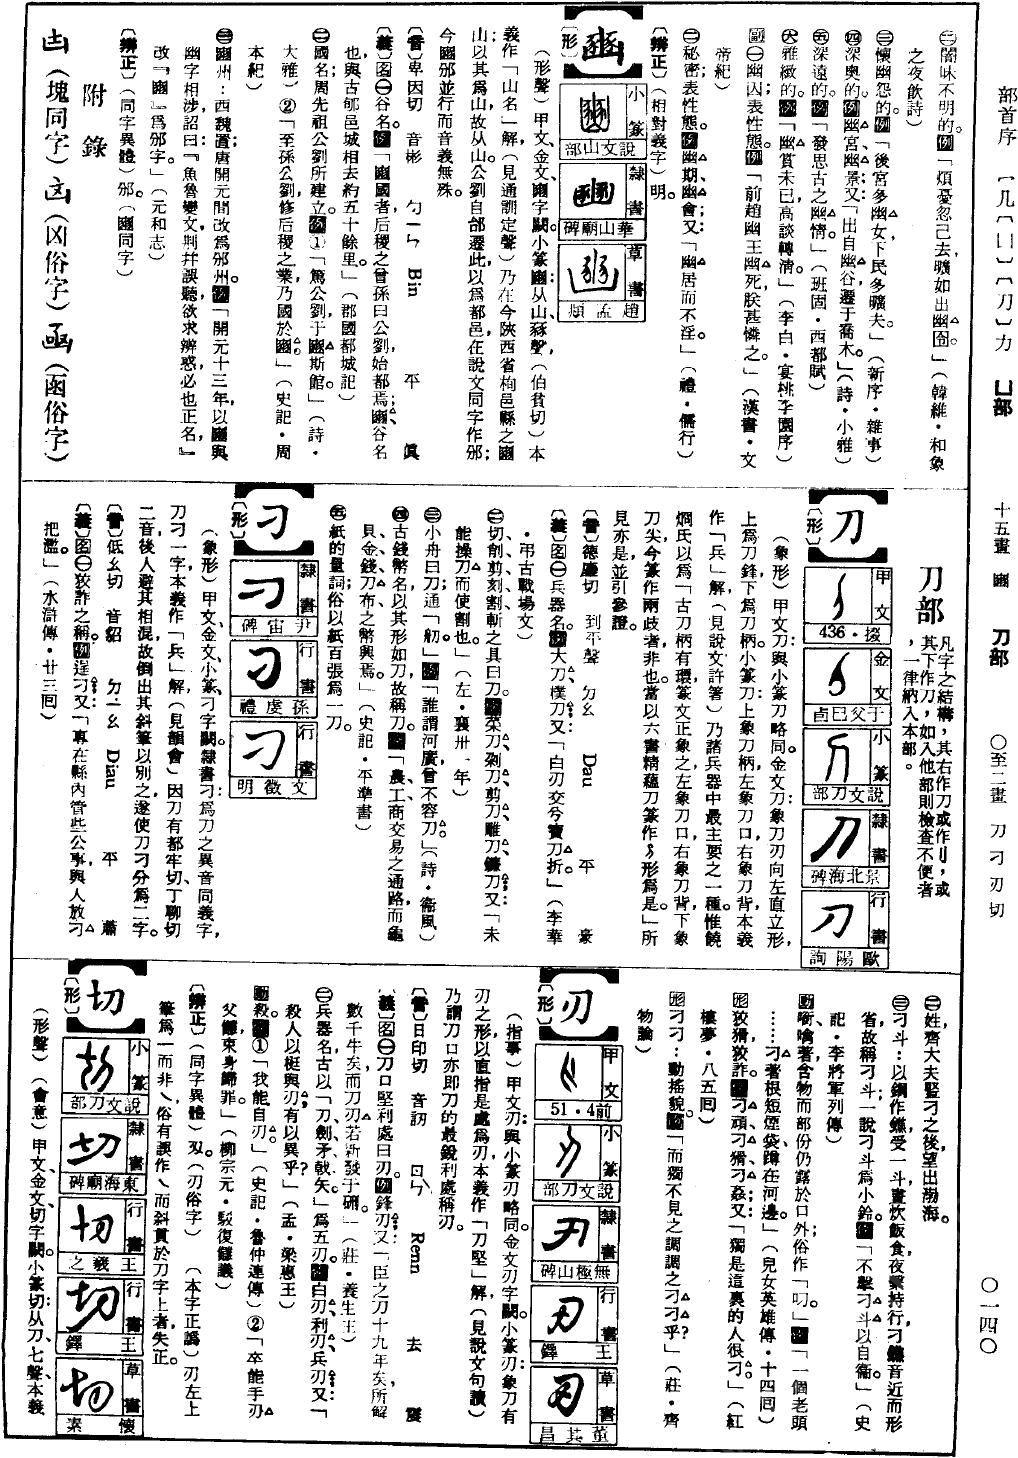 部首序
一几〔凵〕〔刀〕力
凵部
十五畫
豳
刀部
〇至二畫
刀刁刃切
〇一四〇
㊁闇昧不明的。例「煩憂忽已去曠如出幽囹」（韓維·和象
之夜飲詩）
㊂懷幽怨的。例「後宮多幽女下民多曠夫。」（新序·雜事）
㊃深奧的。例幽宮、幽景又：「出自幽谷遷于喬木。」（詩·小雅）
㊄深遠的。例「發思古之幽情。」（班固·西都賦）
㊅雅緻的。例「幽賞未已高談轉清。」（李白·宴桃李園序）
副㊀幽囚表性態。例「前趙幽王幽死朕甚憐之。」（漢書·文
帝紀）
㊁秘密；表性態。例幽期、幽會；又：「幽居而不淫。」（禮·儒行）
〔辨正〕（相對義字）明。
豳
〔形〕
小篆
說文山部
隸書
華山廟碑
草書
趙孟頫
（形聲）甲文、金文豳字闕。小篆豳：从山、豩聲，（伯貧切）本
義作「山名」解，（見通訓定聲）乃在今陝西省栒邑縣之豳
山；以其為山，故从山。公劉自邰遷此，以為都邑。在說文同字作邠；
今豳邠並行而音義無殊。
〔音〕卑因切　音彬　ㄅㄧㄣ　Bin　平　真
〔義〕图㊀谷名。例「豳國者，后稷之曾孫曰公劉始都焉；豳谷名
也，與古邠邑城相去約五十餘里。」（郡國都城記）
㊁國名，周先祖公劉所建立。例①「篤公劉，于豳斯館。」（詩·
大雅）②「至孫公劉，修后稷之業，乃國於豳。」（史記·周
本紀）
㊂豳州：西魏置，唐開元間改為邠州。例「開元十三年，以豳與
幽字相涉，詔曰：『魚魯變文，荆幷誤聽，欲求辨惑，必也正名。』
改『豳』為邠字。」（元和志）
〔辨正〕（同字異體）邠。（豳同字）
附錄
凷（塊同字）凶（凶俗字）凾（函俗字）
刀部
凡字之結構，其右作刀或作刂，或
其下作刀，如入他部則檢查不便者
，一律納入本部。
刀
〔形〕
甲文
436·掇
金文
子父巳卣
小篆
說文刀部
隸書
景北海碑
行書
歐陽詢
（象形）甲文刀：與小篆刀略同。金文刀：象刀刃向左直立形，
上為刀鋒，下為刀柄。小篆刀：上象刀柄，左象刀口，右象刀背，本義
作「兵」解，（見說文許箸）乃諸兵器中最主要之一種。惟饒
炯氏以為「古刀柄有環，篆文正象之，左象刀口，右象刀背，下象
刀尖，今篆作兩歧者，非也，當以六書精蘊刀篆作形為是。」所
見亦是，並引參證。
〔音〕德鏖切　到平聲　ㄉㄠ　Dau　平　豪
〔義〕图㊀兵器名。例大刀、樸刀；又：「白刃交兮寶刀折。」（李華
·弔古戰場文）
㊁切、削、剪、刻、割、斬之具曰刀。例菜刀、剃刀、剪刀、雕刀、鐮刀；又：「未
能操刀而使割也。」（左·襄卅一年）
㊂小舟曰刀；通「舠」。例「誰謂河廣曾不容刀。」（詩·衛風）
㊃古錢幣名，以其形如刀故稱刀。例「農、工、商交易之通路，而龜
貝金錢刀布之幣興焉。」（史記·平準書）
㊄紙的量詞，俗以紙百張為一刀。
刁
〔形〕
隸書
尹宙碑
行書
孫虔禮
行書
文徵明
（象形）甲文、金文、小篆、刁字闕。隸書刁：為刀之異音同義字，
刀刁一字，本義作「兵」解，（見韻會）因刀有都牢切、丁聊切
二音，後人避其相混，故倒出其斜筆以別之，遂使刀刁分為二字。
〔音〕低幺切　音貂　ㄉㄧㄠ　Diau　平　蕭
〔義〕图㊀狡詐之稱。例逞刁；又：「專在縣內管些公事，與人放刁
把濫。」（水滸傳·廿三回）
㊁姓，齊大夫豎刁之後，望出渤海。
㊂刁斗：以銅作鐎，受一斗，晝炊飯食，夜擊持行，刁鐎音近而形
省，故稱刁斗；一說刁斗為小鈴。例「不擊刁斗以自衞。」（史
記·李將軍列傳）
動啣、噙、著；含物而部份仍露於口外；俗作「叼」。例「一個老頭
……刁著根短煙袋，蹲在河邊。」（兒女英雄傳·十四回）
形狡猾，狡詐。例刁頑、刁猾、刁姦；又：「獨是這裏的人很刁。」（紅
樓夢·八五回）
形刁刁：動搖貌。例「而獨不見之調調之刁刁乎？」（莊·齊
物論）
刃
〔形〕
甲文
51·4前
小篆
說文刀部
隸書
無極山碑
行書
王鐸
草書
董其昌
（指事）甲文刃：與小篆刃略同。金文刃字闕。小篆刃：象刀有
刃之形，以直指是處為刃，本義作「刀堅」解，（見說文句讀）
乃謂刀口，亦即刀的最銳利處稱刃。
〔音〕日印切　音訒　ㄖㄣˋ　Renn　去　震
〔義〕图㊀刀口堅利處曰刃。例鋒刃；又：「臣之刀十九年矣，所解
數千牛矣，而刀刃若新發于硎。」（莊·養生主）
㊁兵器名，古以「刀、劍、矛、戟、矢」為五刃。例白刃、利刃、兵刃；又：「
殺人以梃與刃，有以異乎？」（孟·梁惠王）
動殺。例①「我能自刃。」（史記·魯仲連傳）②「卒能手刃
父讎，束身歸罪。」（柳宗元·駁復讎議）
〔辨正〕（同字異體）刄。（刃俗字）　（本字正譌）刃左上
筆為一而非丶，俗有誤作丶而斜貫於刀字上者失正。
切
〔形〕
小篆
說文刀部
隸書
東海廟碑
行書
王羲之
行書
王鐸
草書
懷素
（形聲）（會意）甲文、金文、切字闕。小篆切：从刀、七聲，本義